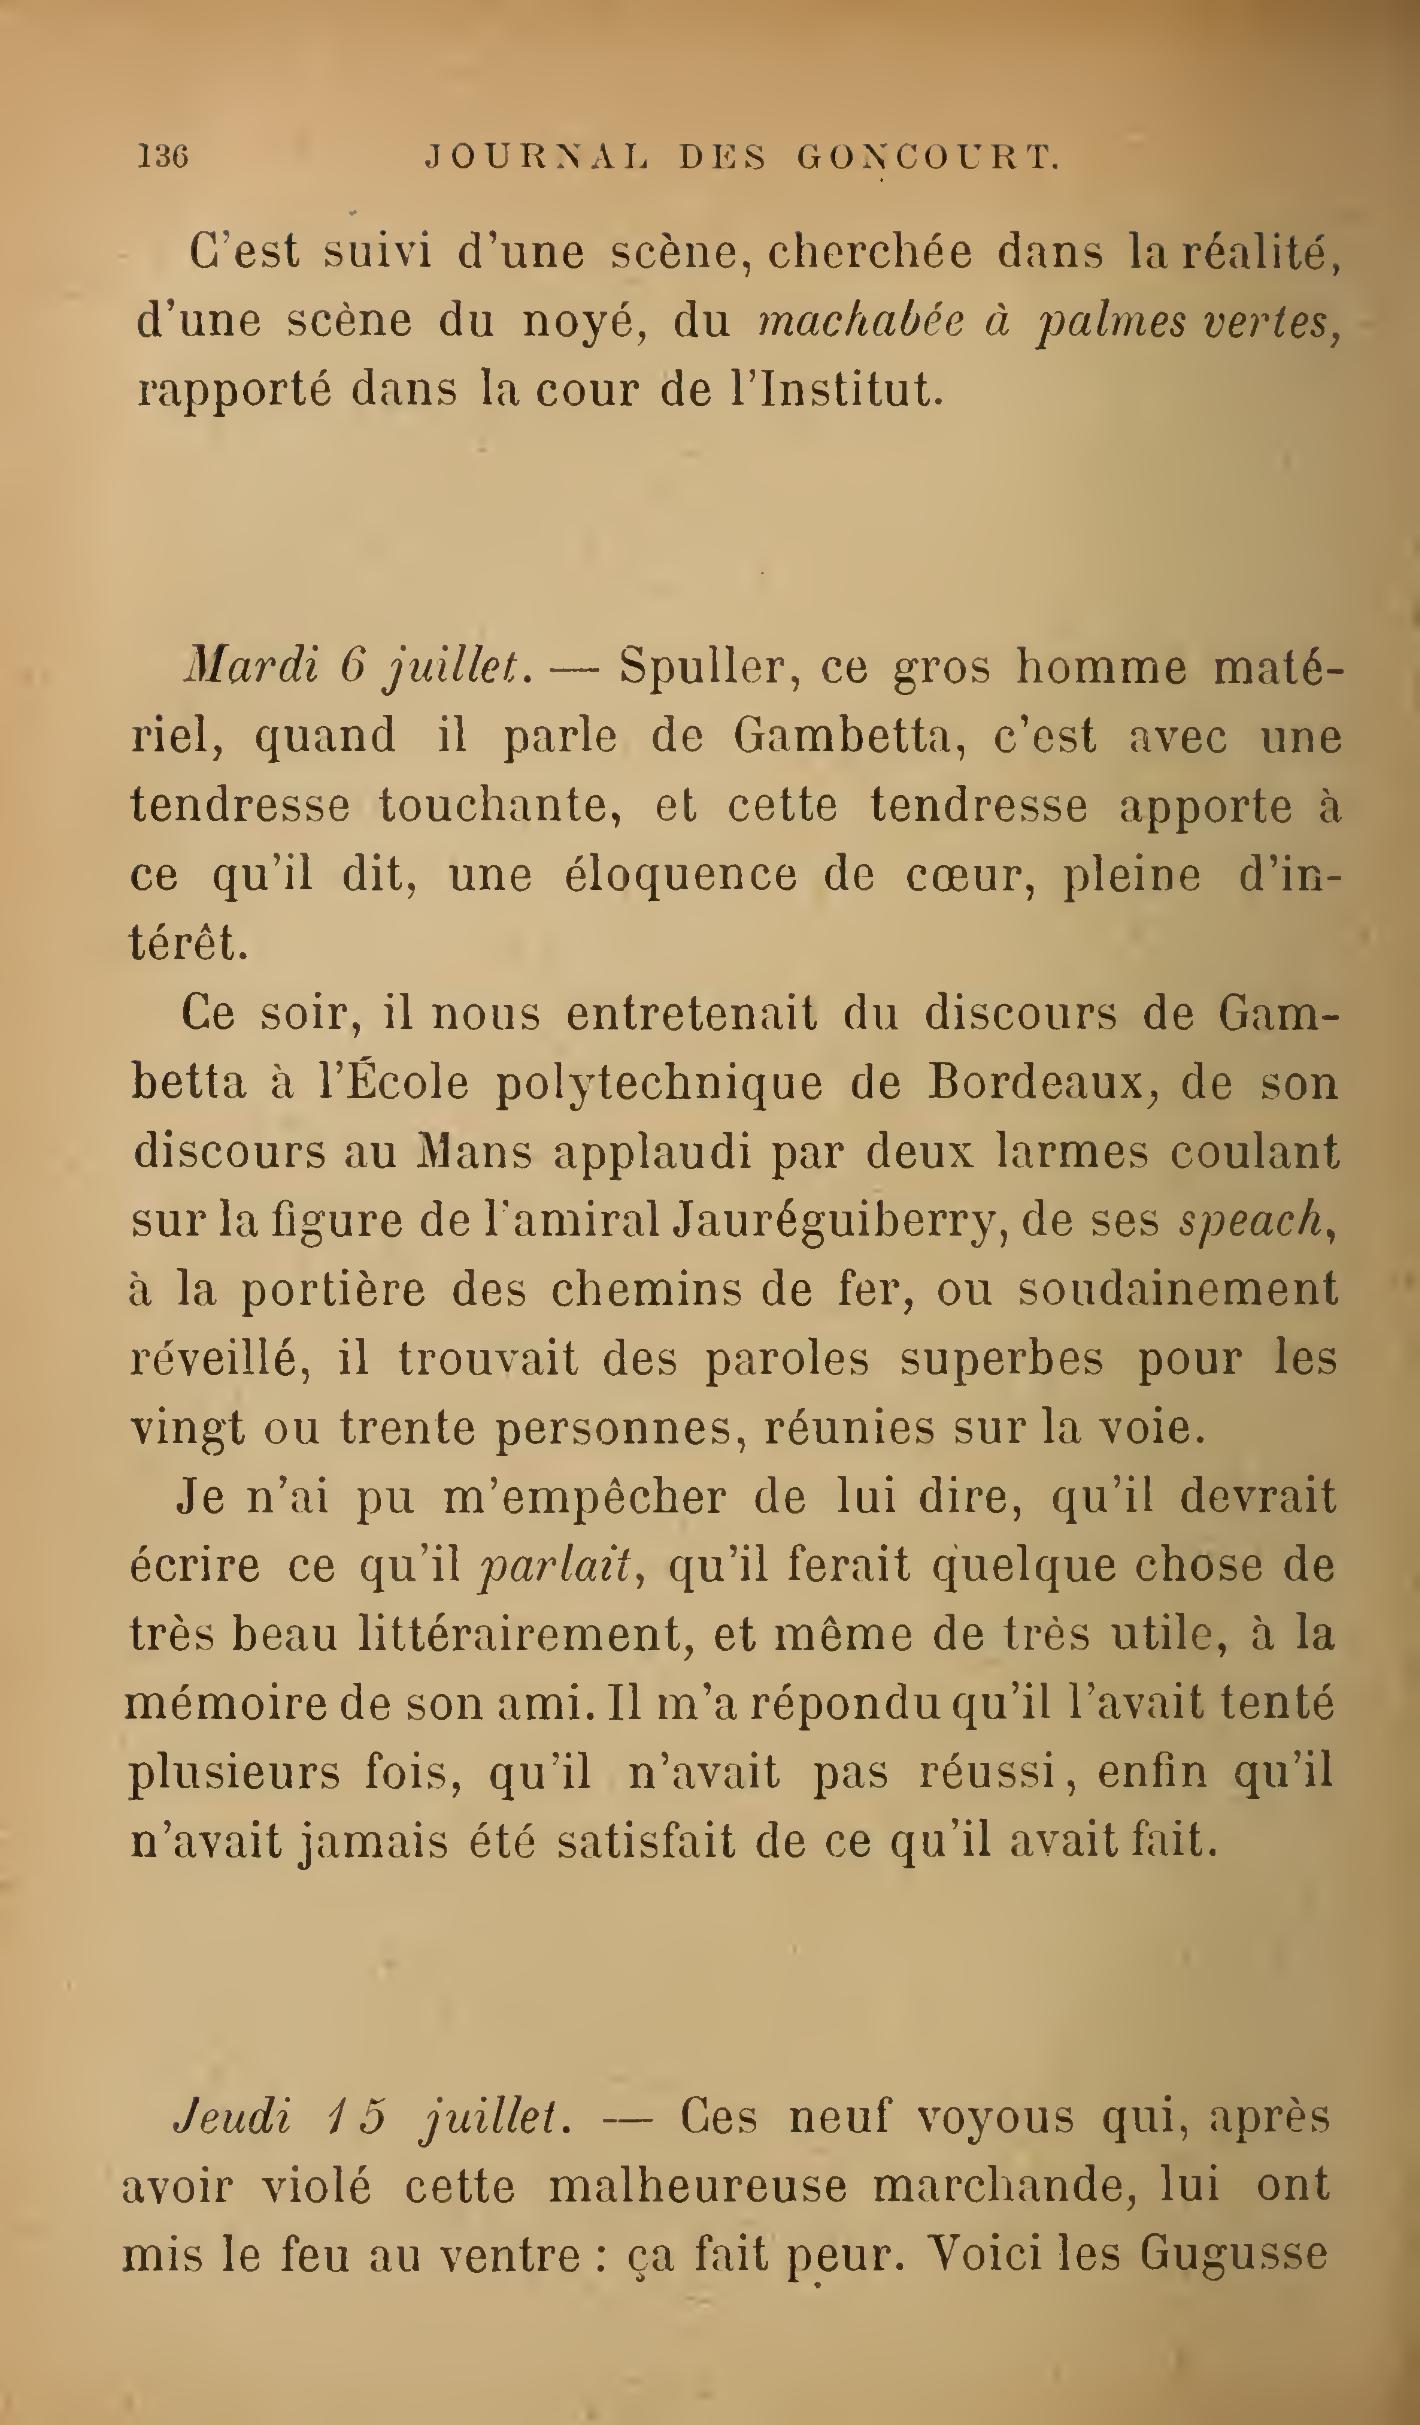 136 JOURNAL DES GONCOURT.
C'est suivi d'une scène, cherchée dans la réalité,
d'une scène du noyé, du machabée à palmes vertes,
rapporté dans la cour de l'Institut.
Mardi 6 juillet. — Spuller, ce gros homme maté-
riel, quand il parle de Gambetta, c'est avec une
tendresse touchante, et cette tendresse apporte à
ce qu'il dit, une éloquence de cœur, pleine d'in-
térêt.
Ce soir, il nous entretenait du discours de Gam-
betta à l'École polytechnique de Bordeaux, de son
discours au Mans applaudi par deux larmes coulant
sur la figure de l'amiral Jauréguiberry, de ses speach,
à la portière des chemins de fer, ou soudainement
réveillé, il trouvait des paroles superbes pour les
vingt ou trente personnes, réunies sur la voie.
Je n'ai pu m'empêcher de lui dire, qu'il devrait
écrire ce qu'il parlait, qu'il ferait quelque chose de
très beau littérairement, et même de très utile, à la
mémoire de son ami. Il m'a répondu qu'il l'avait tenté
plusieurs fois, qu'il n'avait pas réussi, enfin qu'il
n'avait jamais été satisfait de ce qu'il avait fait.
Jeudi 15 juillet. — Ces neuf voyous qui, après
avoir violé cette malheureuse marchande, lui ont
mis le feu au ventre : ça fait peur. Voici les Gugusse